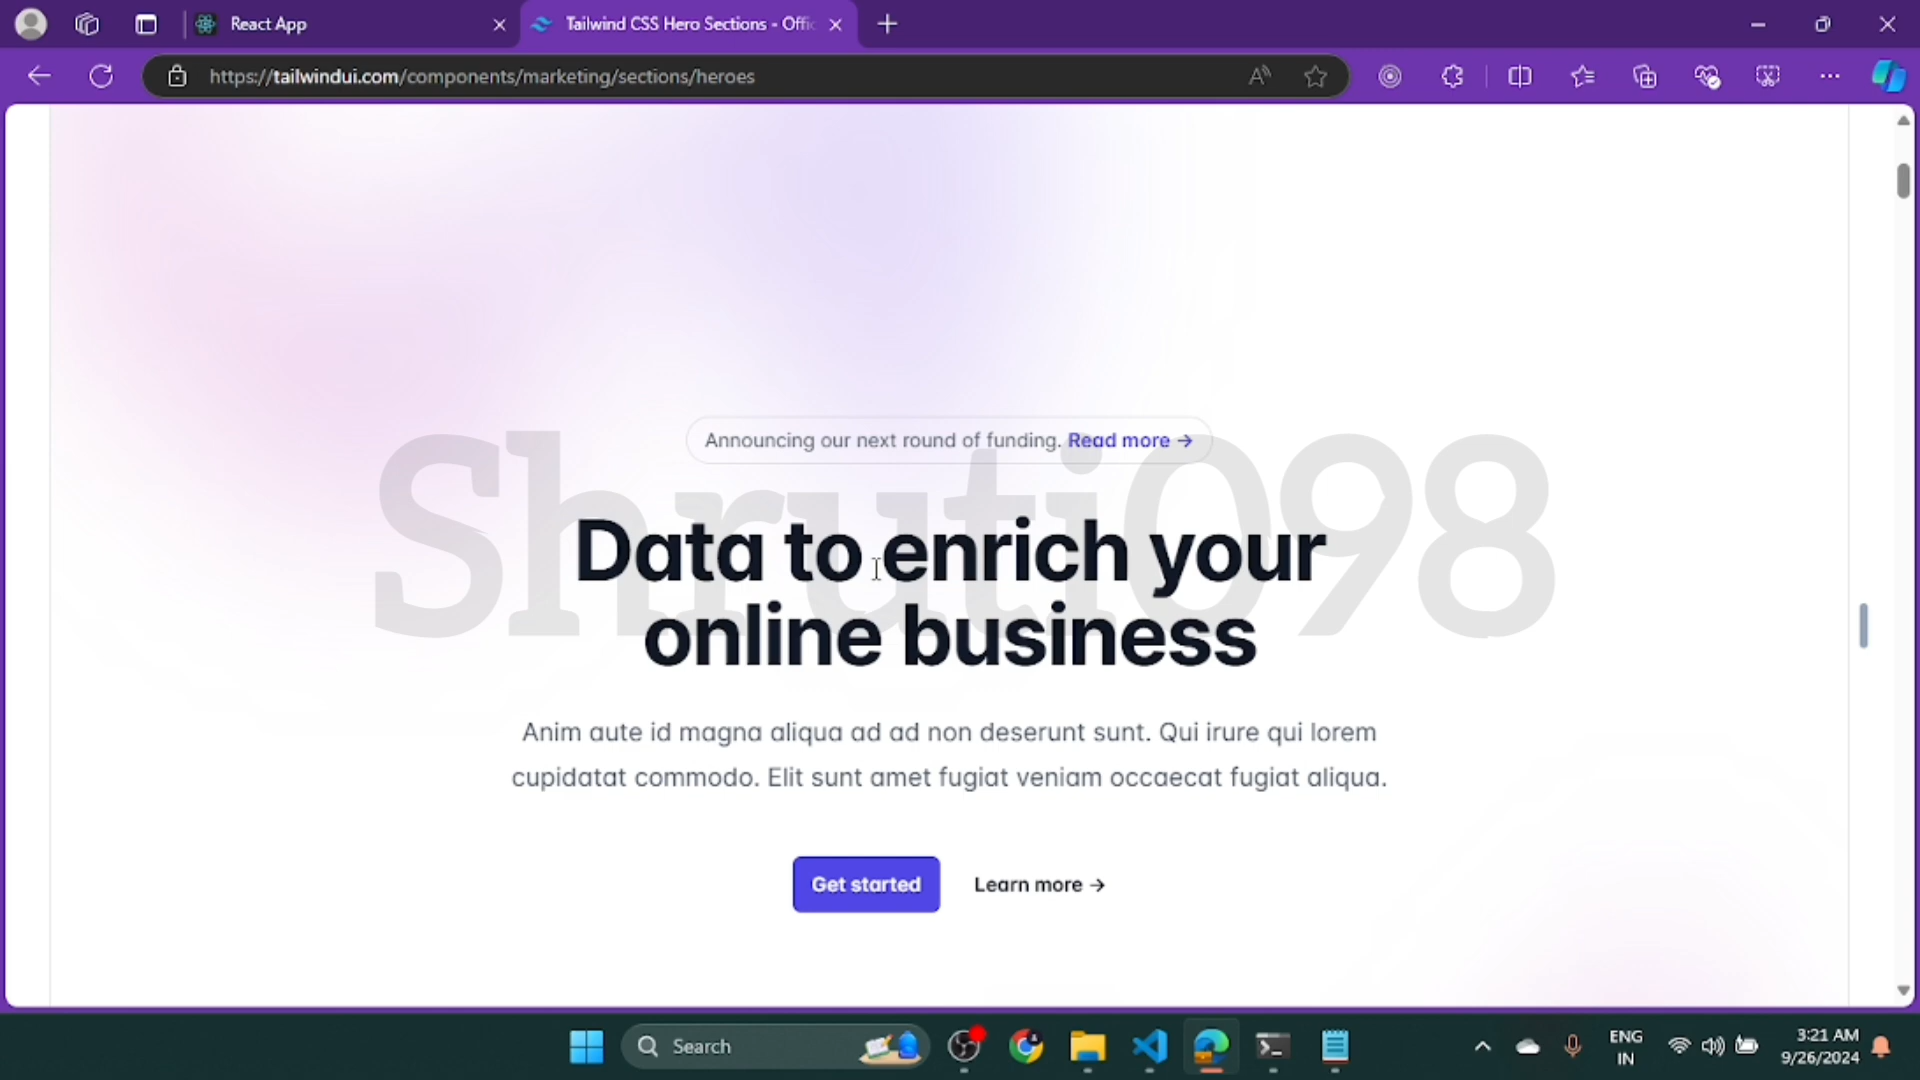 React App
Tailwind CSS Hero Sections - Offic
https://tailwindui.com/components/marketing/sections/heroes
Announcing our next round of funding. Read more →
Shruti098
Data to enrich your
online business
Anim aute id magna aliqua ad ad non deserunt sunt. Qui irure qui lorem
cupidatat commodo. Elit sunt amet fugiat veniam occaecat fugiat aliqua.
Get started
Learn more →
Search
ENG
IN
3:21 AM
9/26/2024